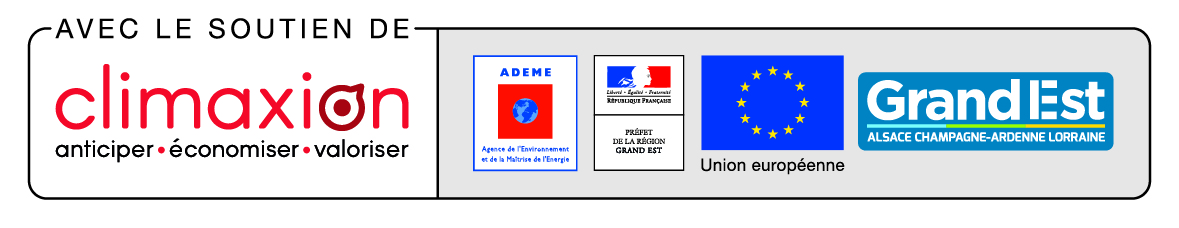 AVEC LE SOUTIEN DE
climaxion
anticiper • économiser • valoriser
ADEME
Agence de l'Environnement
et de la Maîtrise de l'Energie
Liberté • Égalité • Fraternité
RÉPUBLIQUE FRANÇAISE
PRÉFET
DE LA RÉGION
GRAND EST
Union européenne
Grand Est
ALSACE CHAMPAGNE-ARDENNE LORRAINE